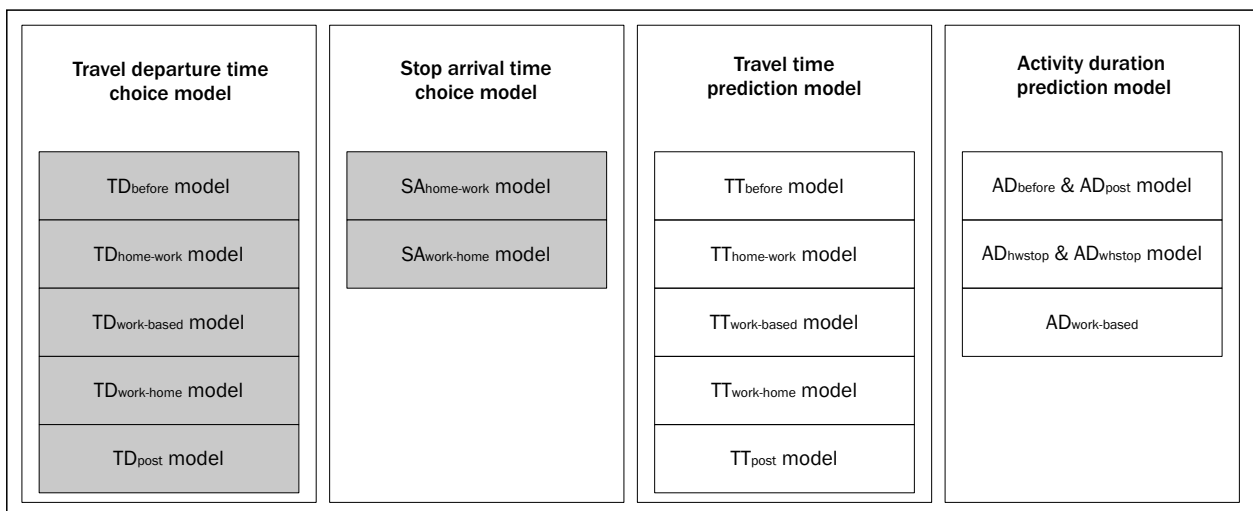 Travel departure time
choice model
TDbefore model
TDhome-work model
TDwork-based model
TDwork-home model
TDpost model
Stop arrival time
choice model
SAhome-work model
SAwork-home model
Travel time
prediction model
TTbefore model
TThome-work model
TTwork-based model
TTwork-home model
TTpost model
Activity duration
prediction model
ADbefore & ADpost model
ADhwstop & ADwhstop model
ADwork-based